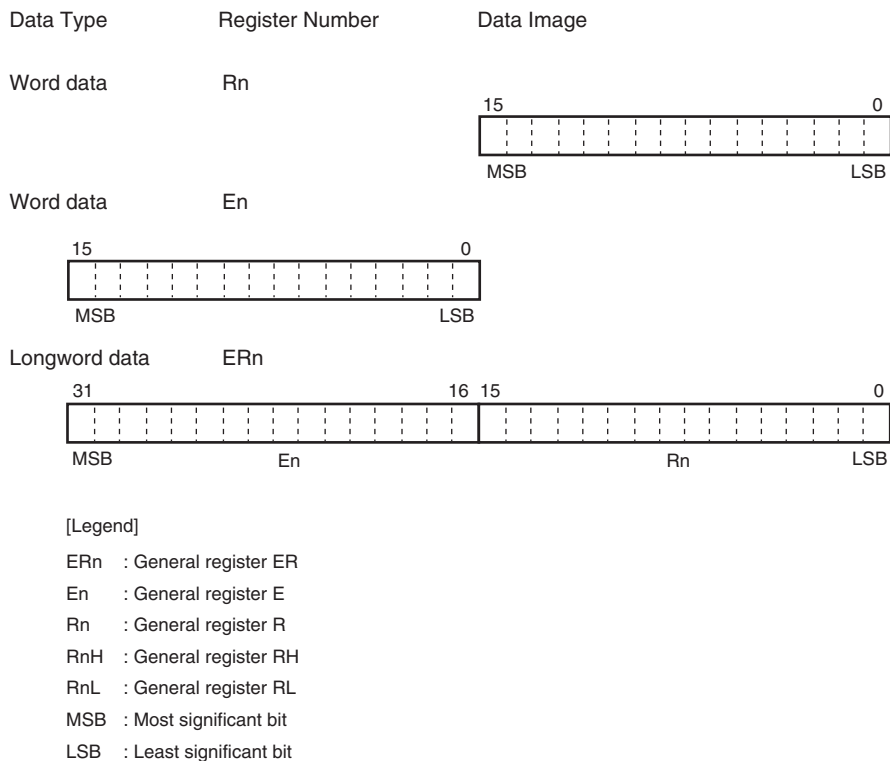 Data Type Register Number Data Image
Word data Rn
15 0
MSB LSB
Word data En
15 0
MSB LSB
Longword data ERn
31 16 15 0
MSB En Rn LSB
[Legend]
ERn : General register ER
En : General register E
Rn : General register R
RnH : General register RH
RnL : General register RL
MSB : Most significant bit
LSB : Least significant bit